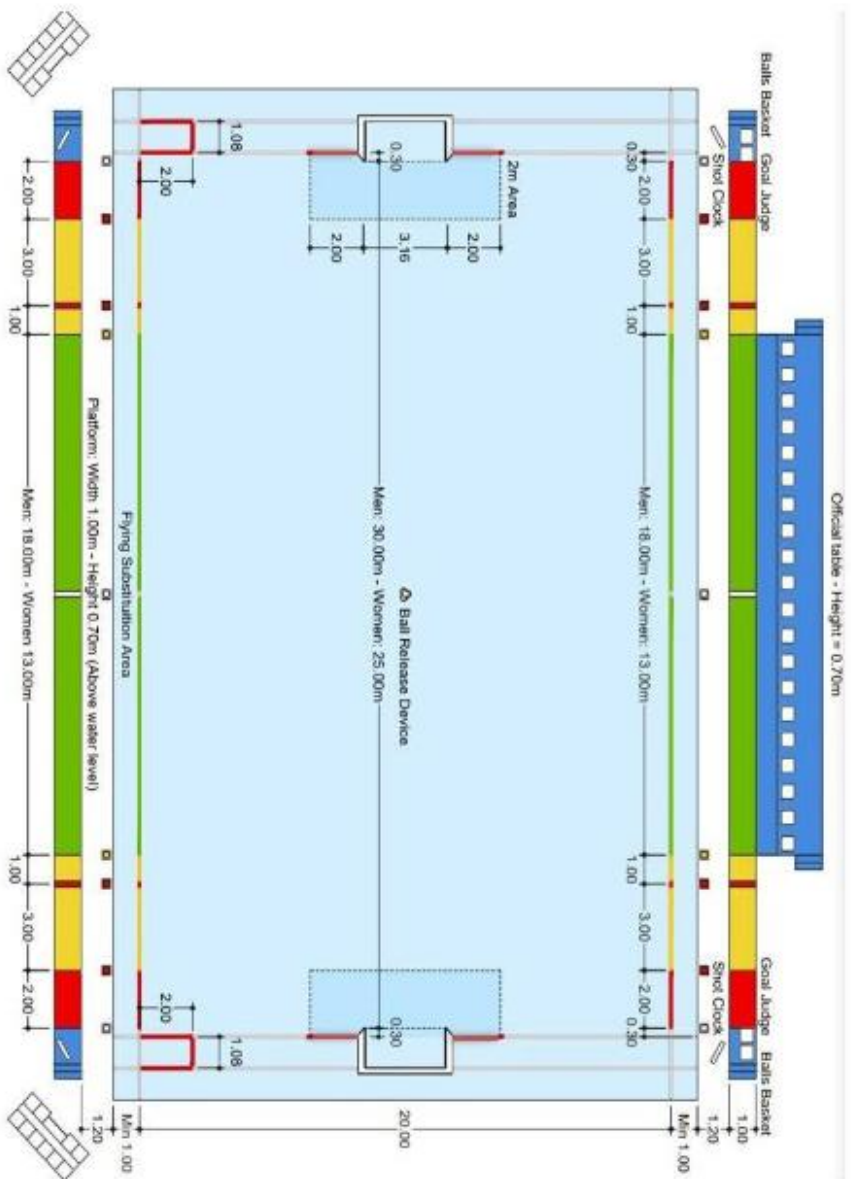 Official table - Height = 0.70m
Balls Basket Goal Judge Goal Judge Balls Basket
1.00
Shot Clock Shot Clock 1.20
Min 1.00
0.30 2.00 3.00 1.00 Men: 18.00m - Women: 13.00m 1.00 3.00 2.00 0.30
2m Area
2.00
3.16 Ball Release Device 20.00
0.30 Men: 30.00m - Women: 25.00m 0.30
2.00
1.08 1.08
2.00 2.00
Flying Substituition Area Min 1.00
Platform: Width 1.00m - Height 0.70m (Above water level) 1.20
2.00 3.00 1.00 Men: 18.00m - Women 13.00m 1.00 3.00 2.00